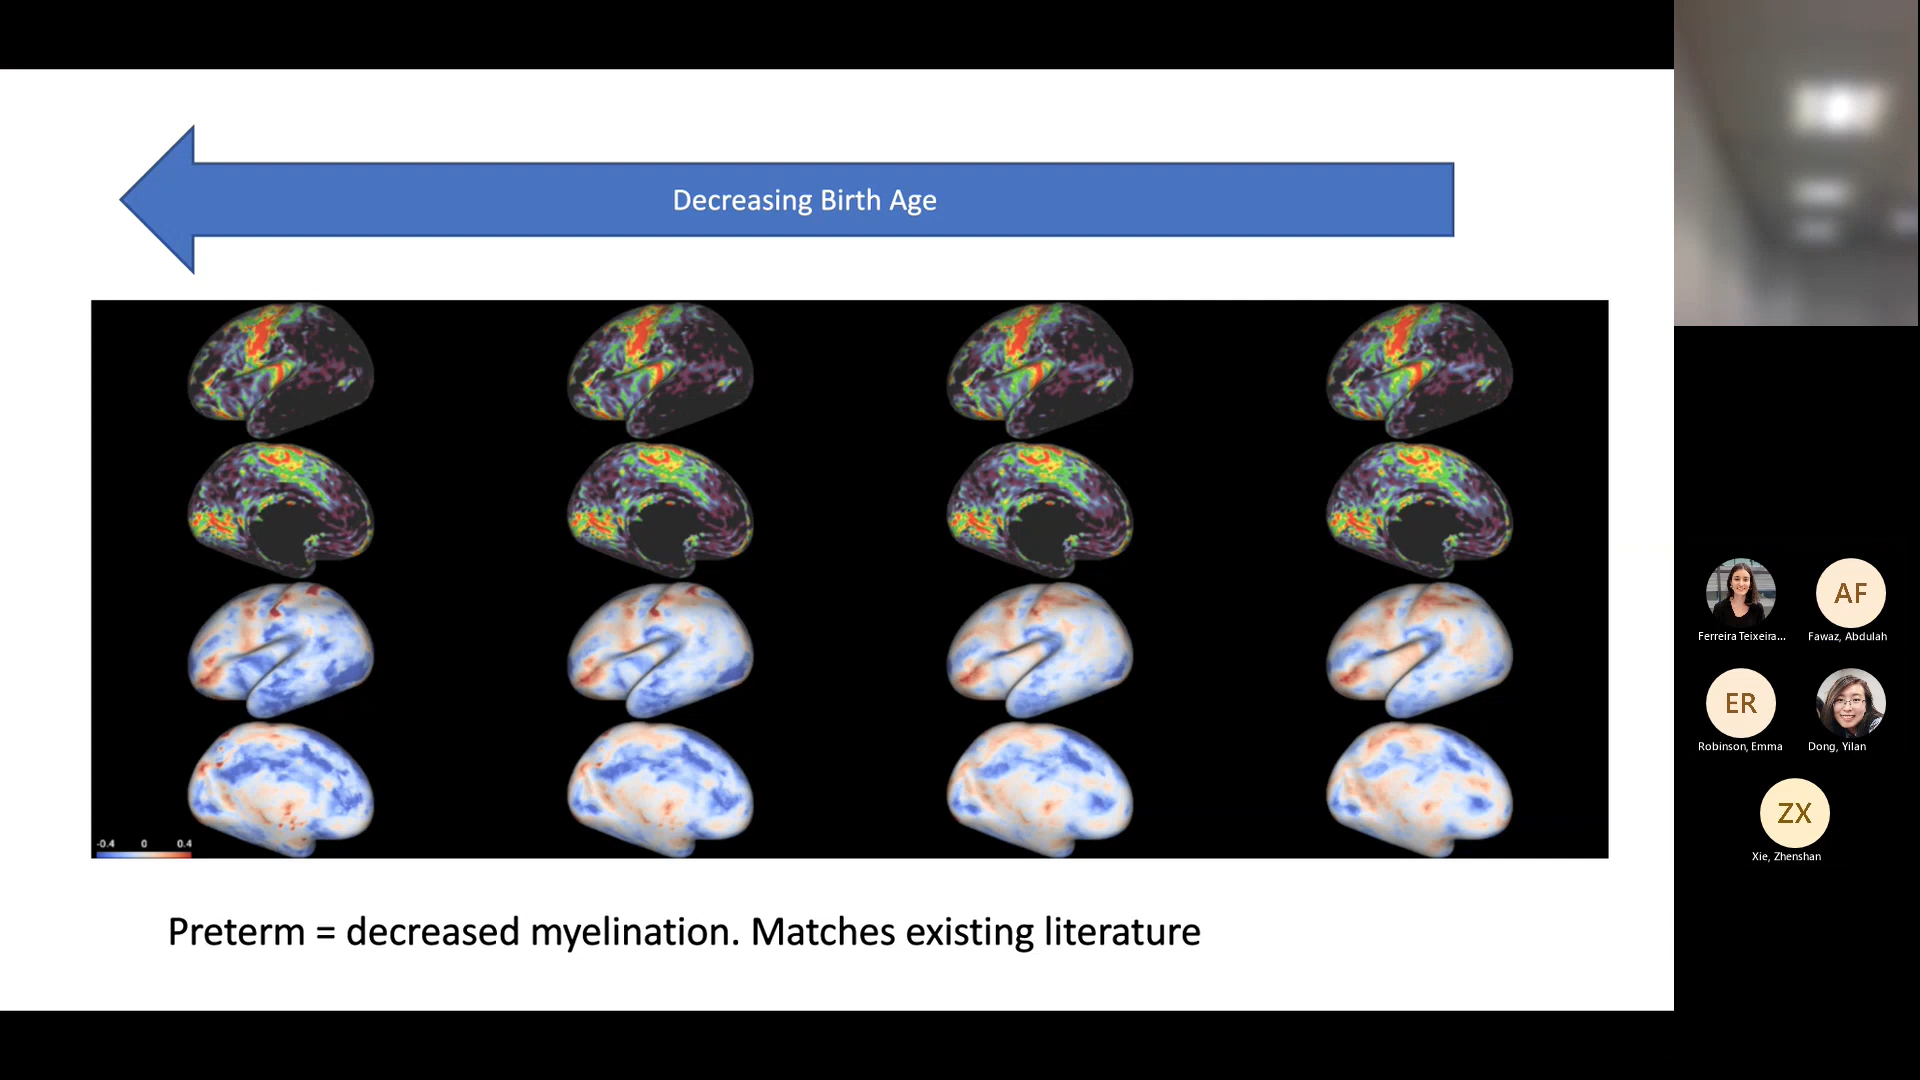 Decreasing Birth Age
-0.4 0 0.4
Preterm = decreased myelination. Matches existing literature
Ferreira Teixeira...
AF
Fawaz, Abdulah
ER
Robinson, Emma
Dong, Yilan
ZX
Xie, Zhenshan